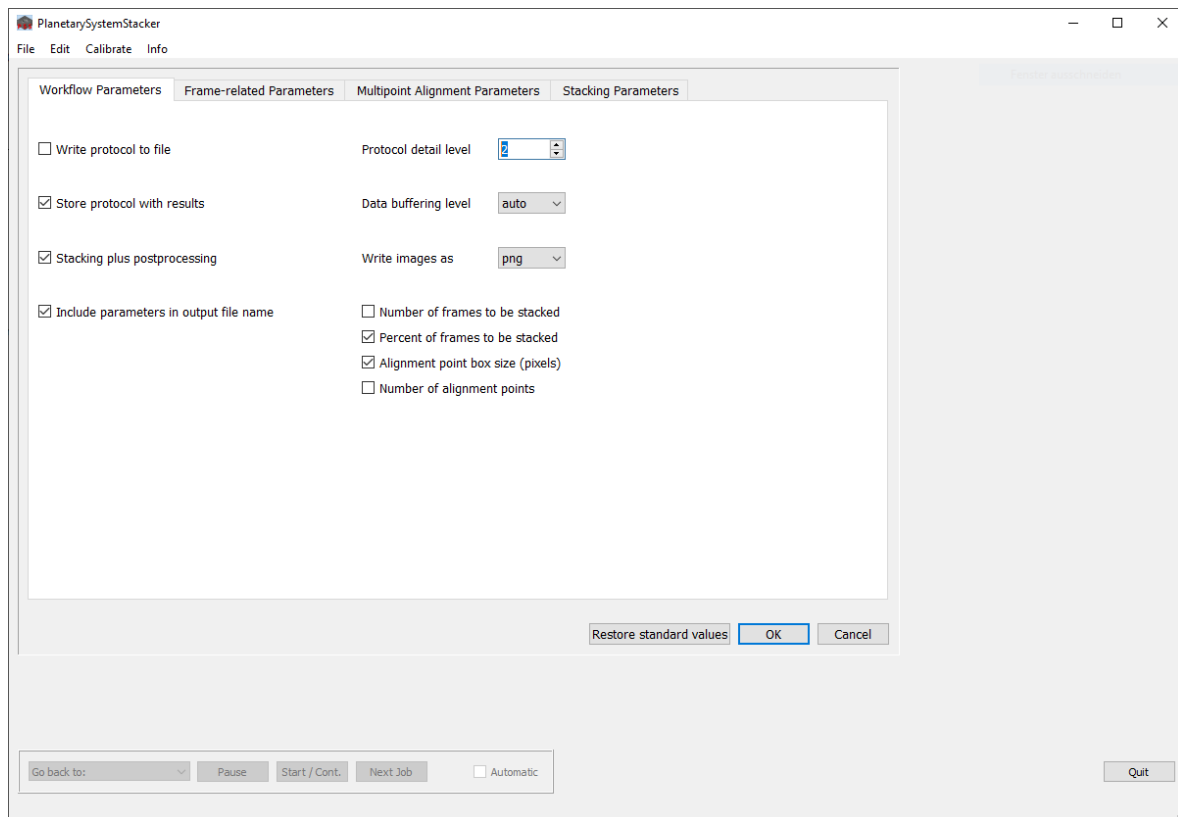 PlanetarySystemStacker
File Edit Calibrate Info
Workflow Parameters Frame-related Parameters Multipoint Alignment Parameters Stacking Parameters
Write protocol to file Protocol detail level 2
Store protocol with results Data buffering level auto
Stacking plus postprocessing Write images as png
Include parameters in output file name Number of frames to be stacked
Percent of frames to be stacked
Alignment point box size (pixels)
Number of alignment points
Restore standard values OK Cancel
Go back to: Pause Start / Cont. Next Job Automatic Quit